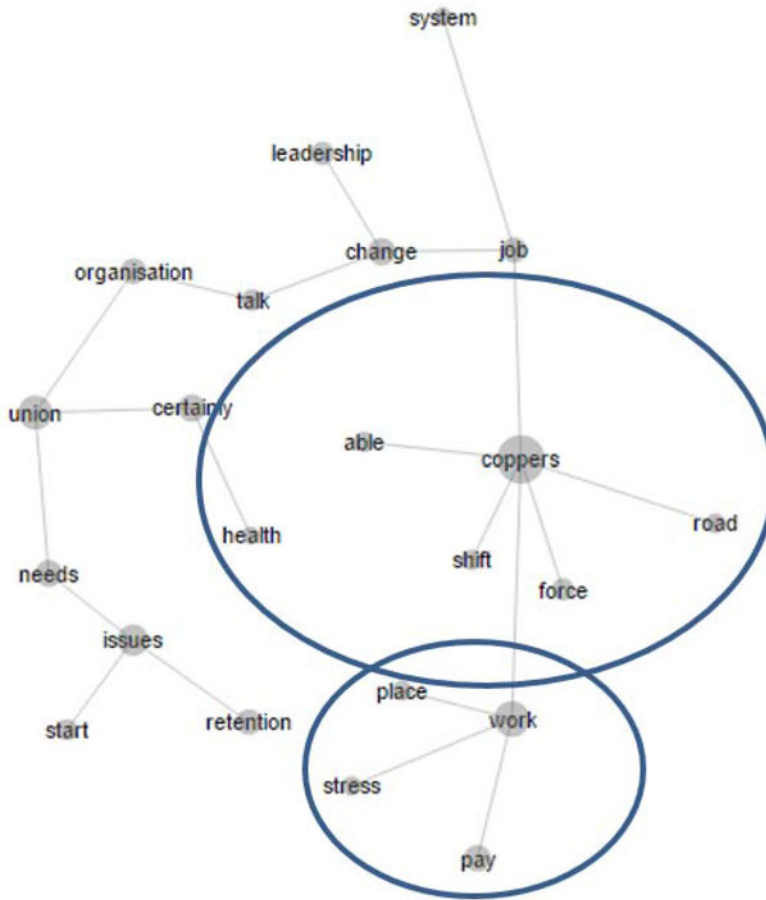 system
leadership
change
job
organisation
talk
union
certainly
able
coppers
road
health
shift
force
needs
issues
start
retention
place
work
stress
pay